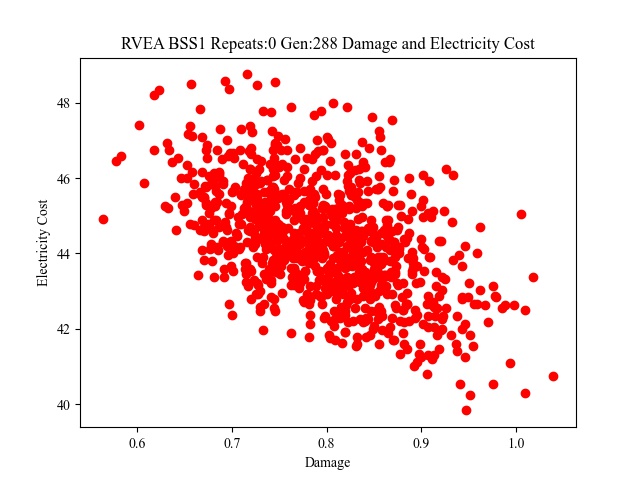 RVEA BSS1 Repeats:0 Gen:288 Damage and Electricity Cost
48
46
44
42
40
Electricity Cost
0.6 0.7 0.8 0.9 1.0
Damage